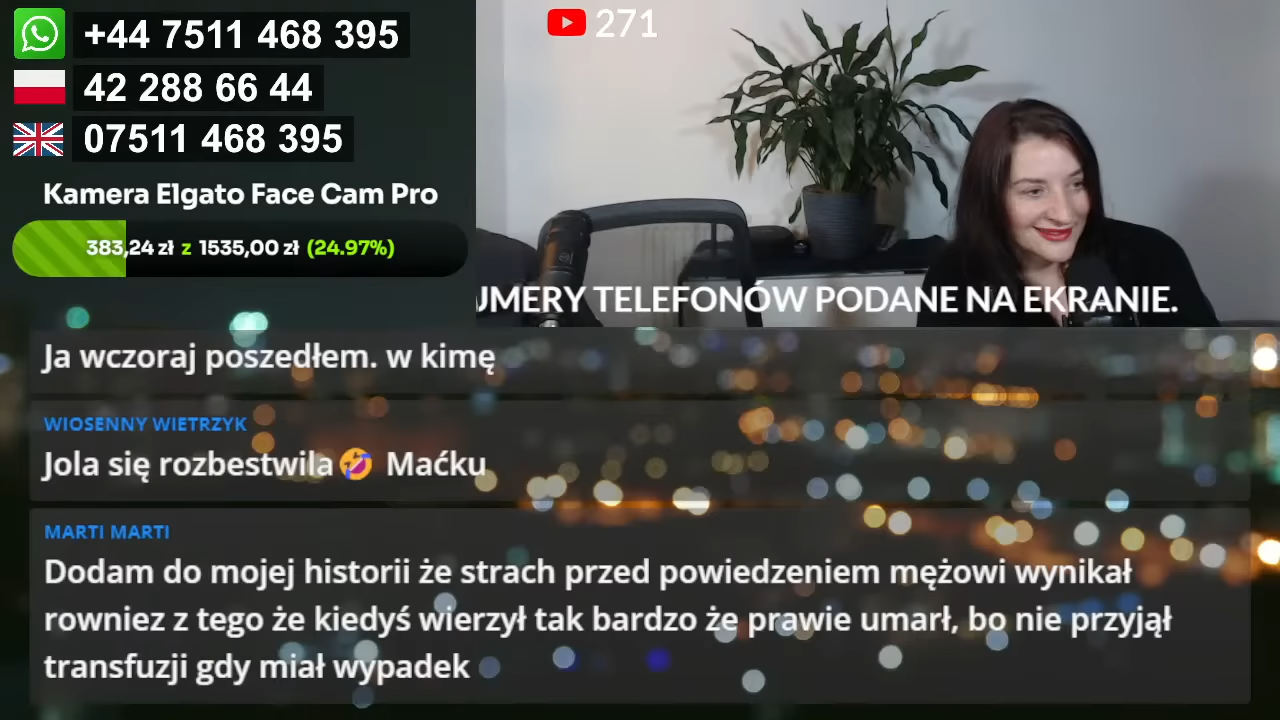 +44 7511 468 395
42 288 66 44
07511 468 395
Kamera Elgato Face Cam Pro
383,24 zł z 1535,00 zł (24.97%)
271
UMERY TELEFONÓW PODANE NA EKRANIE.
Ja wczoraj poszedłem. w kimę
WIOSENNY WIETRZYK
Jola się rozbestwiła🤣 Maćku
MARTI MARTI
Dodam do mojej historii że strach przed powiedzeniem mężowi wynikał
rowniez z tego że kiedyś wierzył tak bardzo że prawie umarł, bo nie przyjął
transfuzji gdy miał wypadek